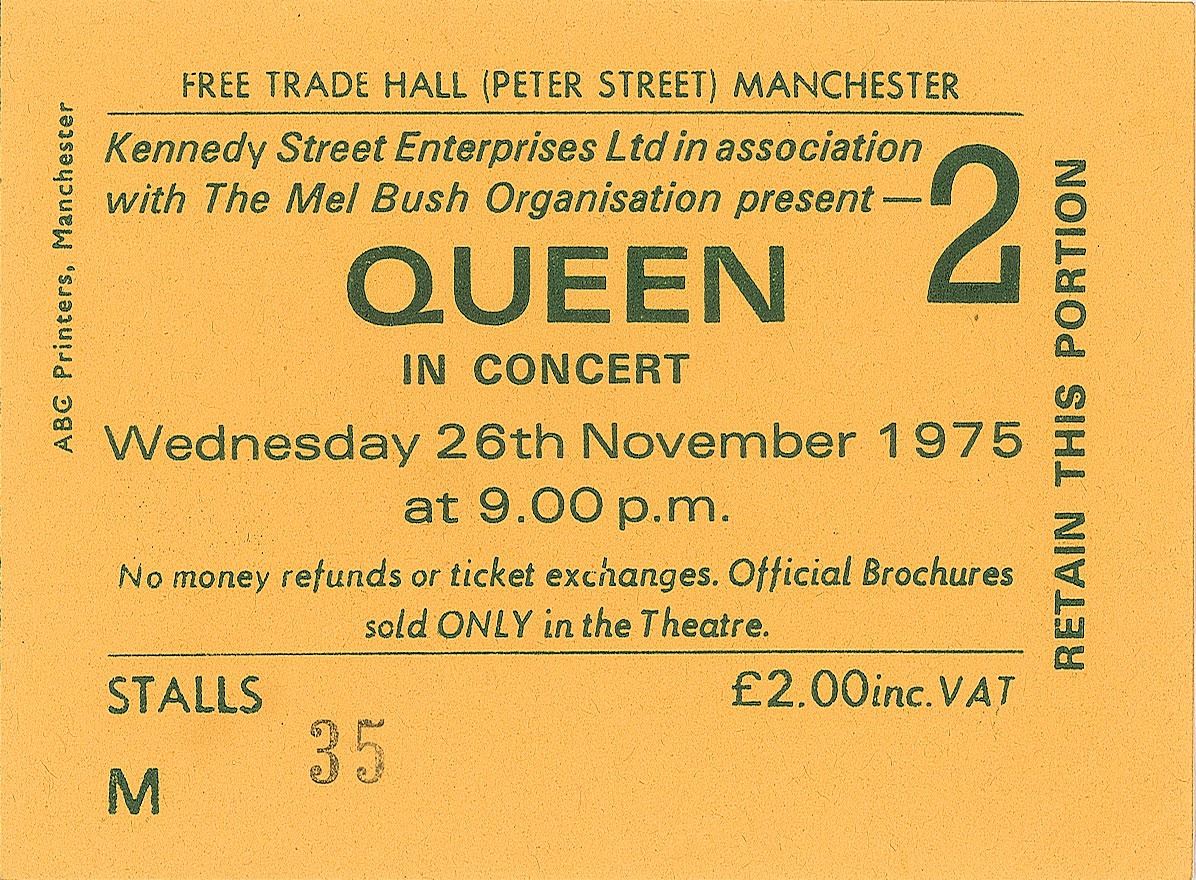 FREE TRADE HALL (PETER STREET) MANCHESTER
Kennedy Street Enterprises Ltd in association
with The Mel Bush Organisation present —
2
QUEEN
IN CONCERT
Wednesday 26th November 1975
at 9.00 p.m.
No money refunds or ticket exchanges. Official Brochures
sold ONLY in the Theatre.
STALLS
£2.00 inc. VAT
35
M
ABC Printers, Manchester
RETAIN THIS PORTION